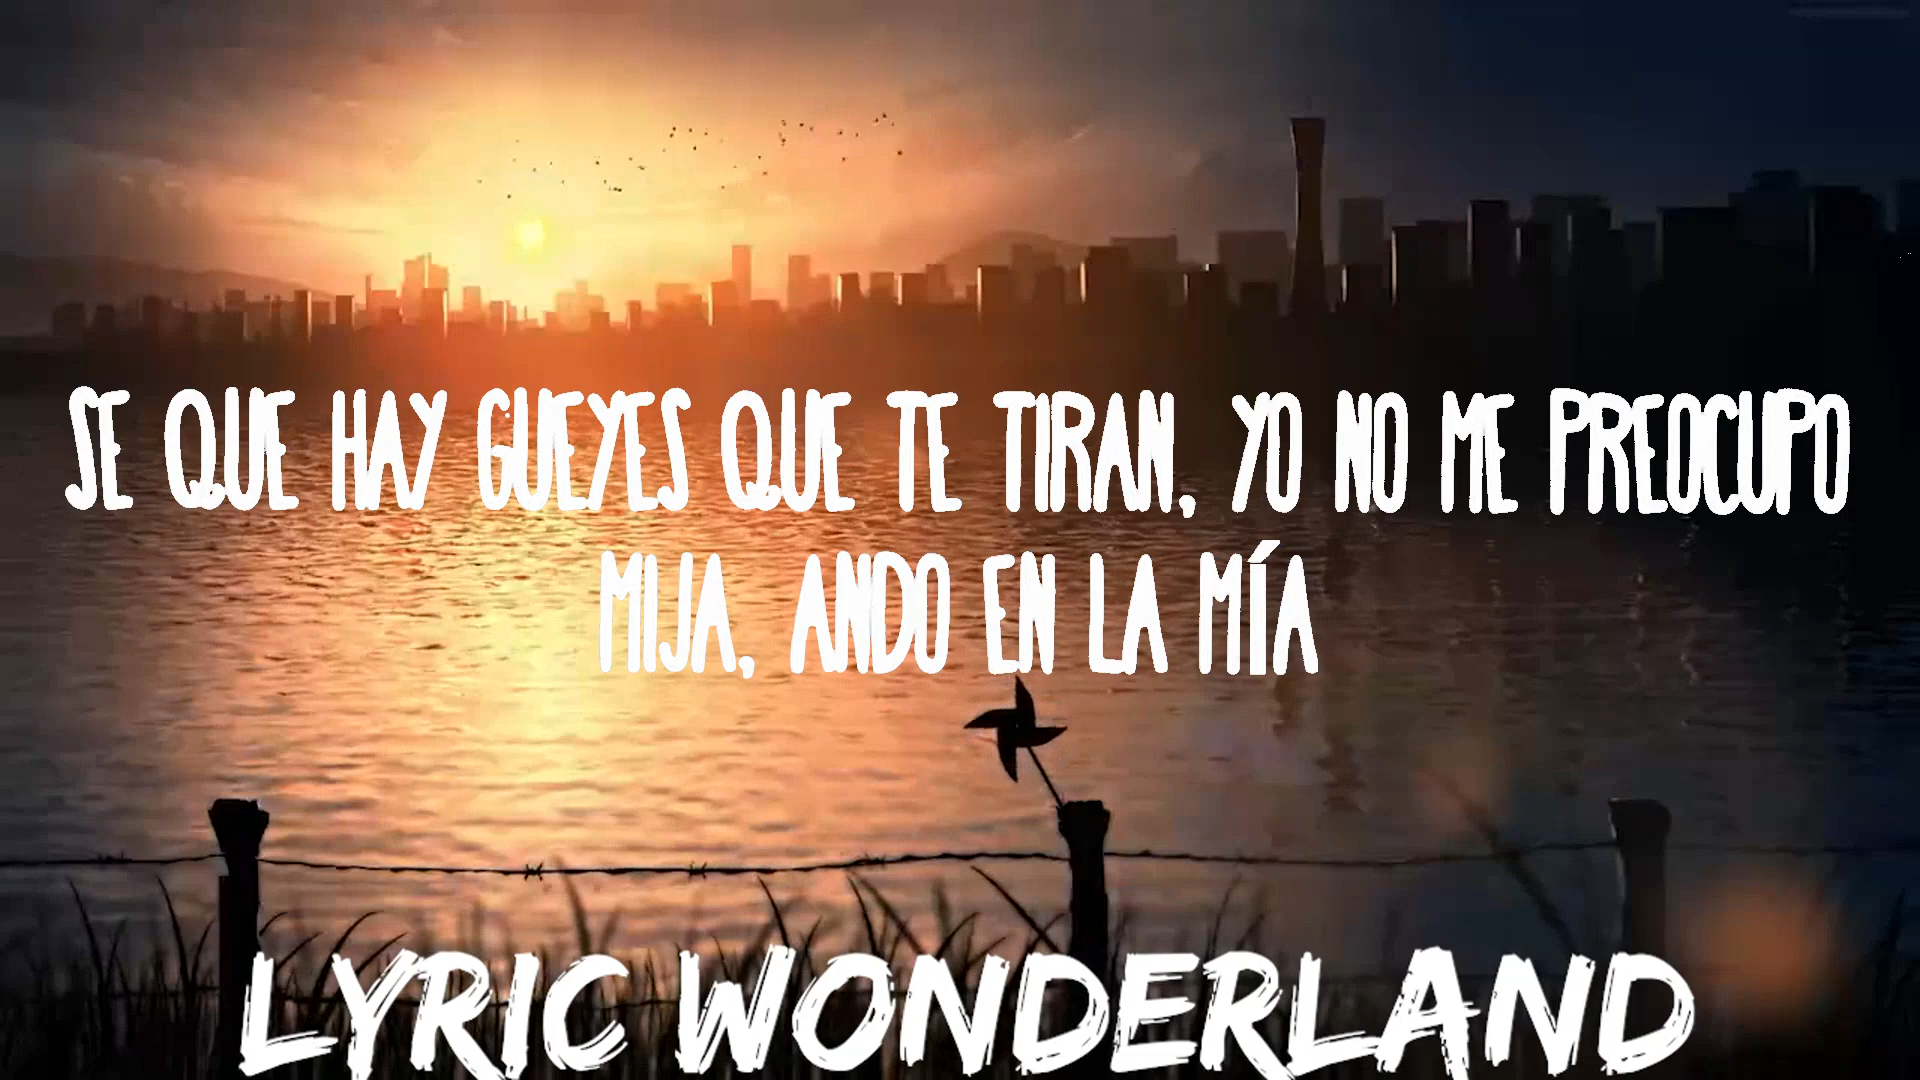 SE QUE HAY GUEYES QUE TE TIRAN, YO NO ME PREOCUPO
MIJA, ANDO EN LA MÍA
LYRIC WONDERLAND